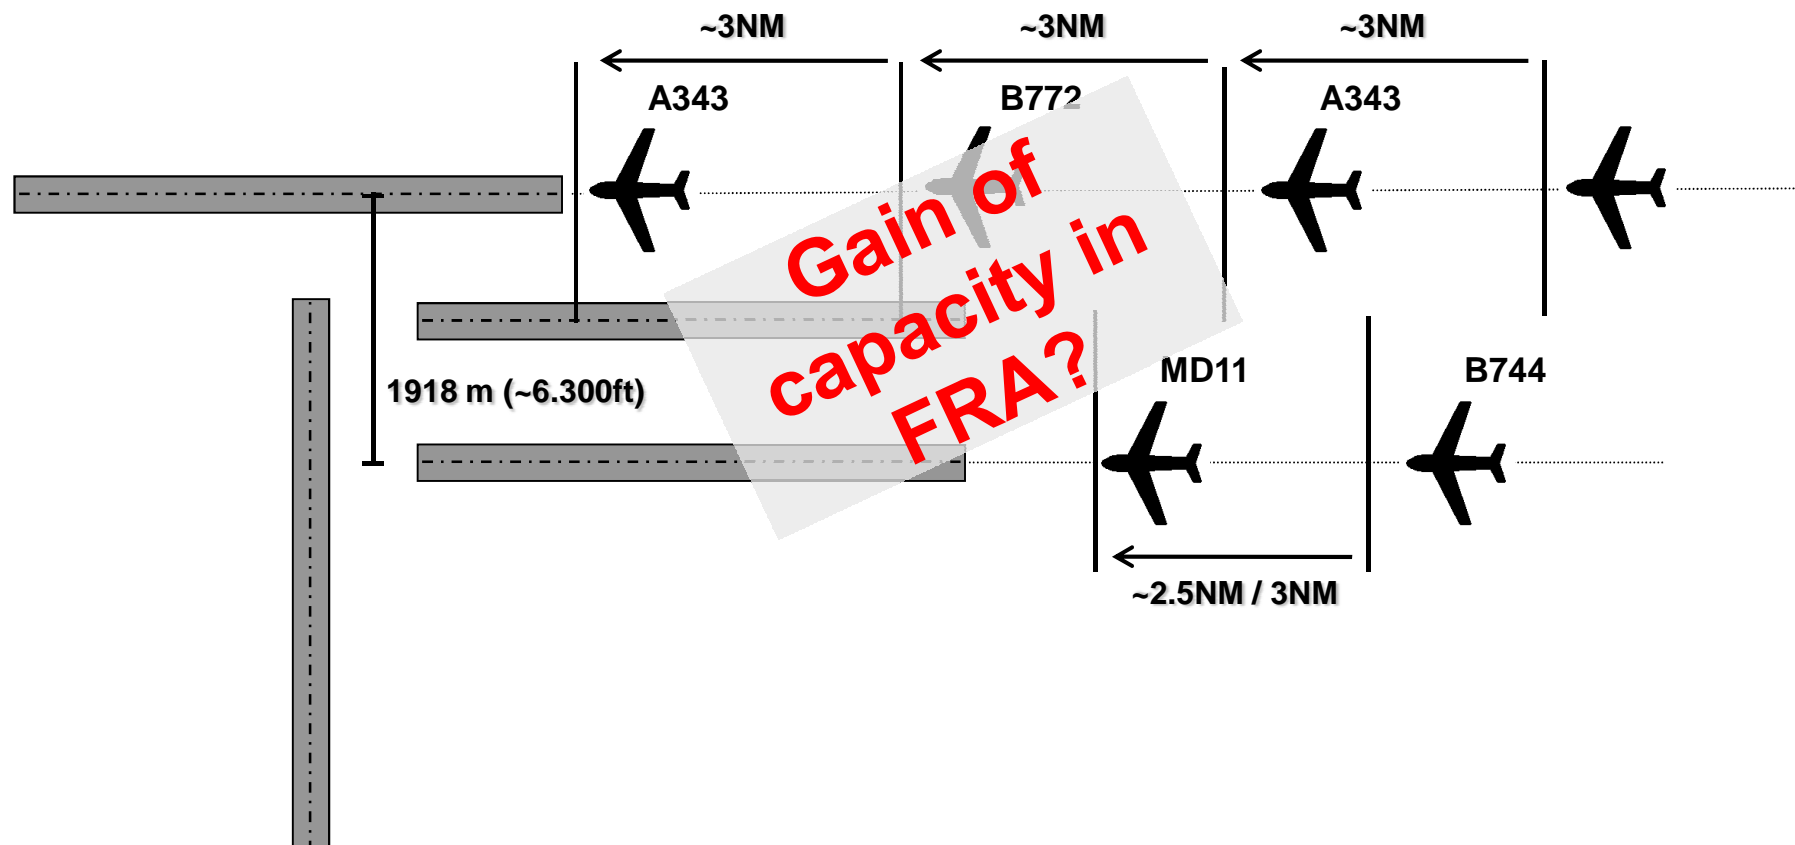 ~3NM
~3NM
~3NM
A343
B772
A343
Gain of
capacity in
FRA?
1918 m (~6.300ft)
MD11
B744
~2.5NM / 3NM